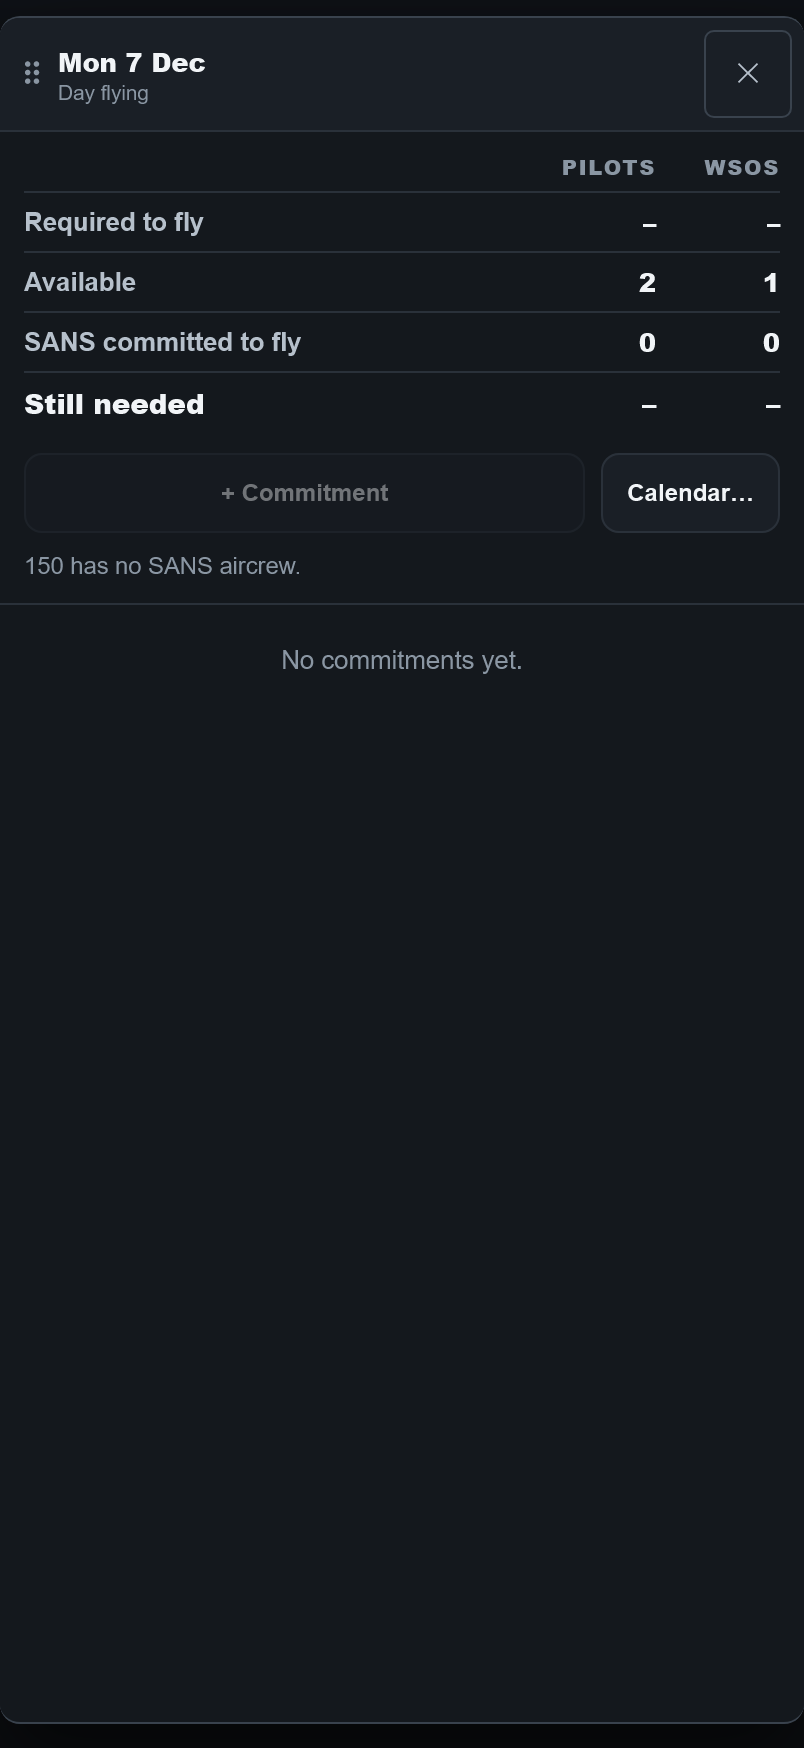 Mon 7 Dec
Day flying
PILOTS WSOS
Required to fly – –
Available 2 1
SANS committed to fly 0 0
Still needed – –
+ Commitment Calendar...
150 has no SANS aircrew.
No commitments yet.